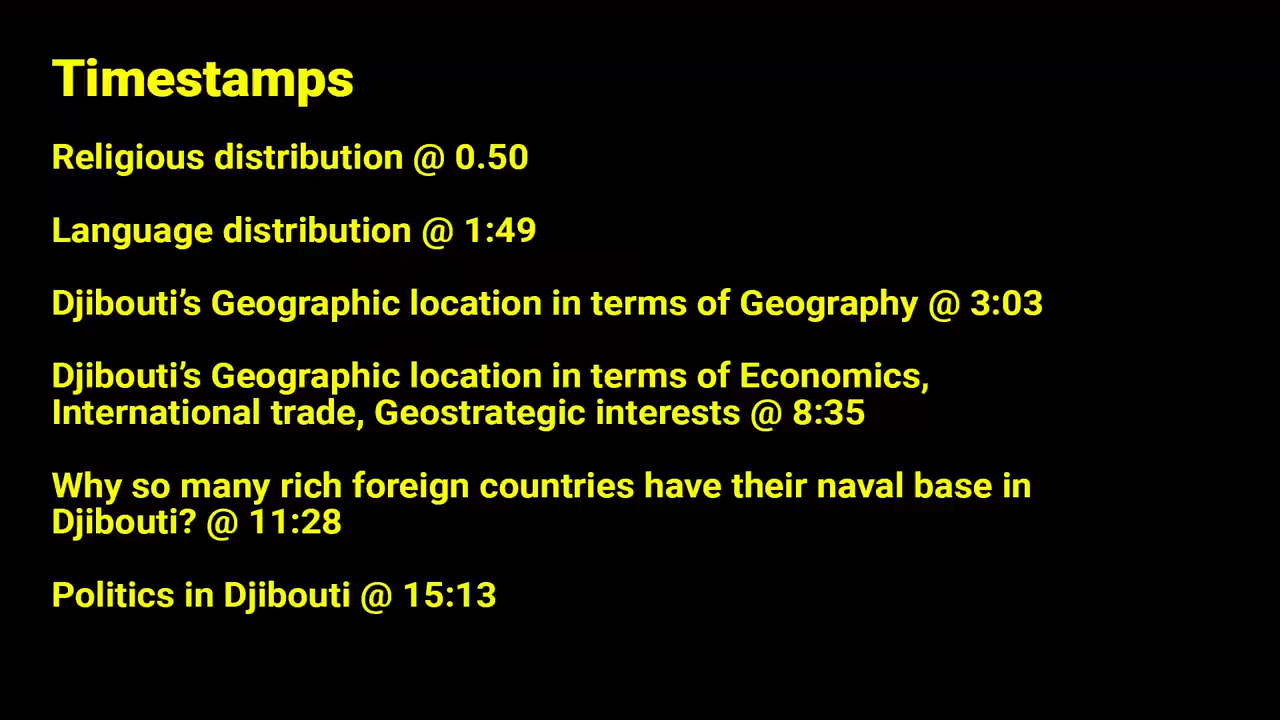 Timestamps
Religious distribution @ 0.50
Language distribution @ 1:49
Djibouti’s Geographic location in terms of Geography @ 3:03
Djibouti’s Geographic location in terms of Economics,
International trade, Geostrategic interests @ 8:35
Why so many rich foreign countries have their naval base in
Djibouti? @ 11:28
Politics in Djibouti @ 15:13